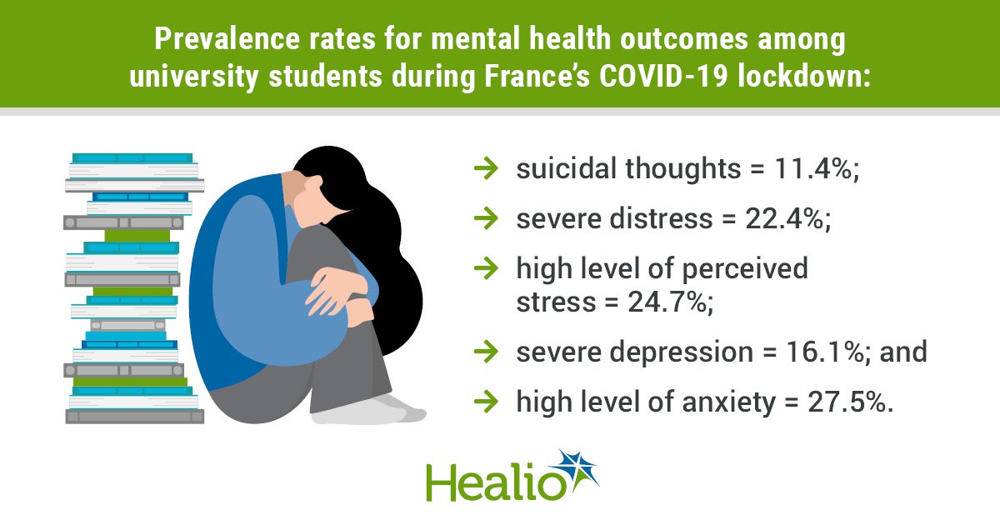 Prevalence rates for mental health outcomes among
university students during France’s COVID-19 lockdown:
suicidal thoughts = 11.4%;
severe distress = 22.4%;
high level of perceived
stress = 24.7%;
severe depression = 16.1%; and
high level of anxiety = 27.5%.
Healio